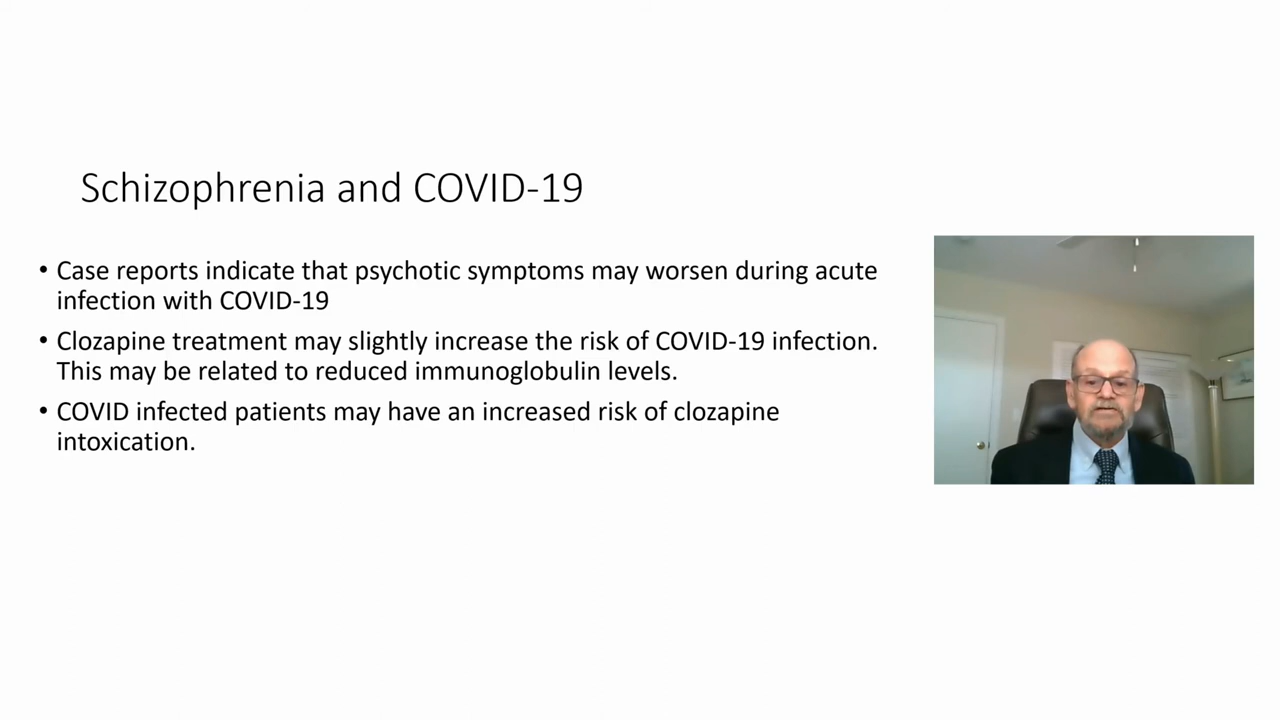 Schizophrenia and COVID-19
• Case reports indicate that psychotic symptoms may worsen during acute
infection with COVID-19
• Clozapine treatment may slightly increase the risk of COVID-19 infection.
This may be related to reduced immunoglobulin levels.
• COVID infected patients may have an increased risk of clozapine
intoxication.